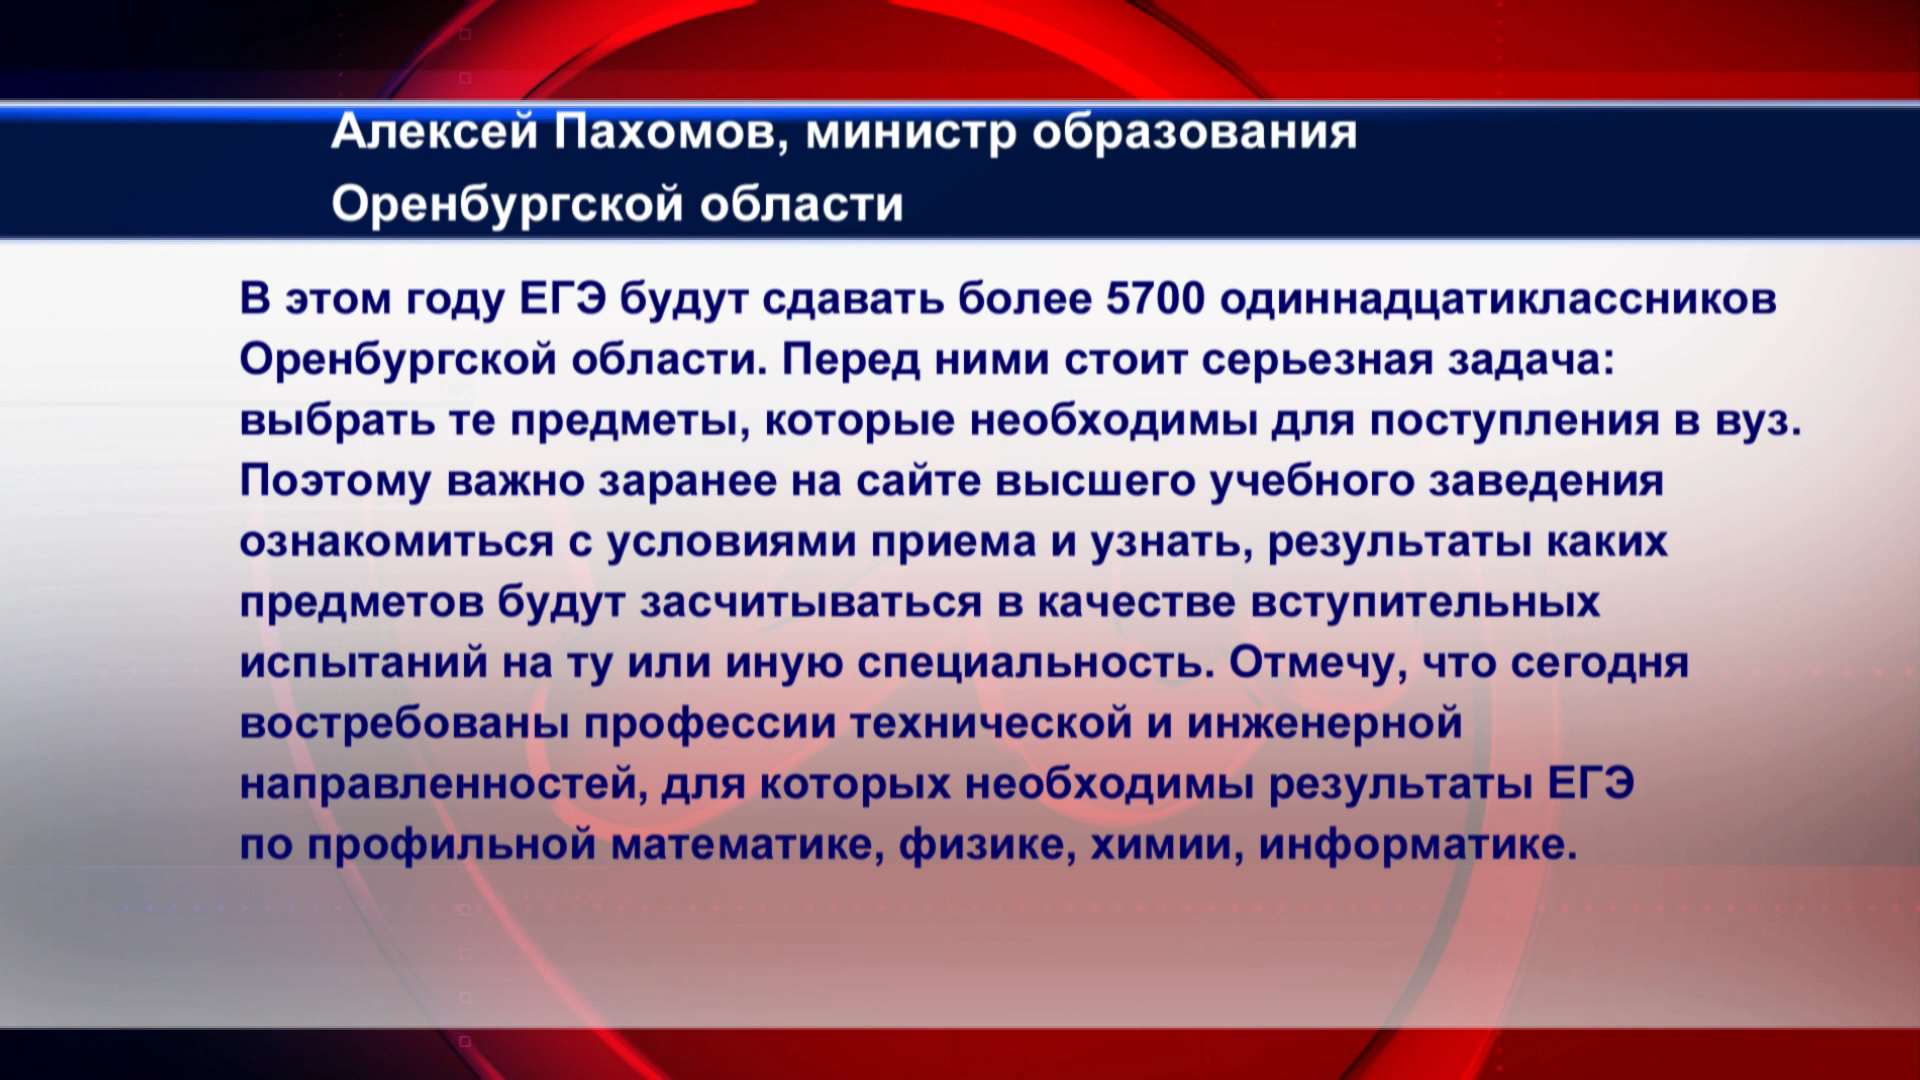 Алексей Пахомов, министр образования
Оренбургской области
В этом году ЕГЭ будут сдавать более 5700 одиннадцатиклассников
Оренбургской области. Перед ними стоит серьезная задача:
выбрать те предметы, которые необходимы для поступления в вуз.
Поэтому важно заранее на сайте высшего учебного заведения
ознакомиться с условиями приема и узнать, результаты каких
предметов будут засчитываться в качестве вступительных
испытаний на ту или иную специальность. Отмечу, что сегодня
востребованы профессии технической и инженерной
направленностей, для которых необходимы результаты ЕГЭ
по профильной математике, физике, химии, информатике.